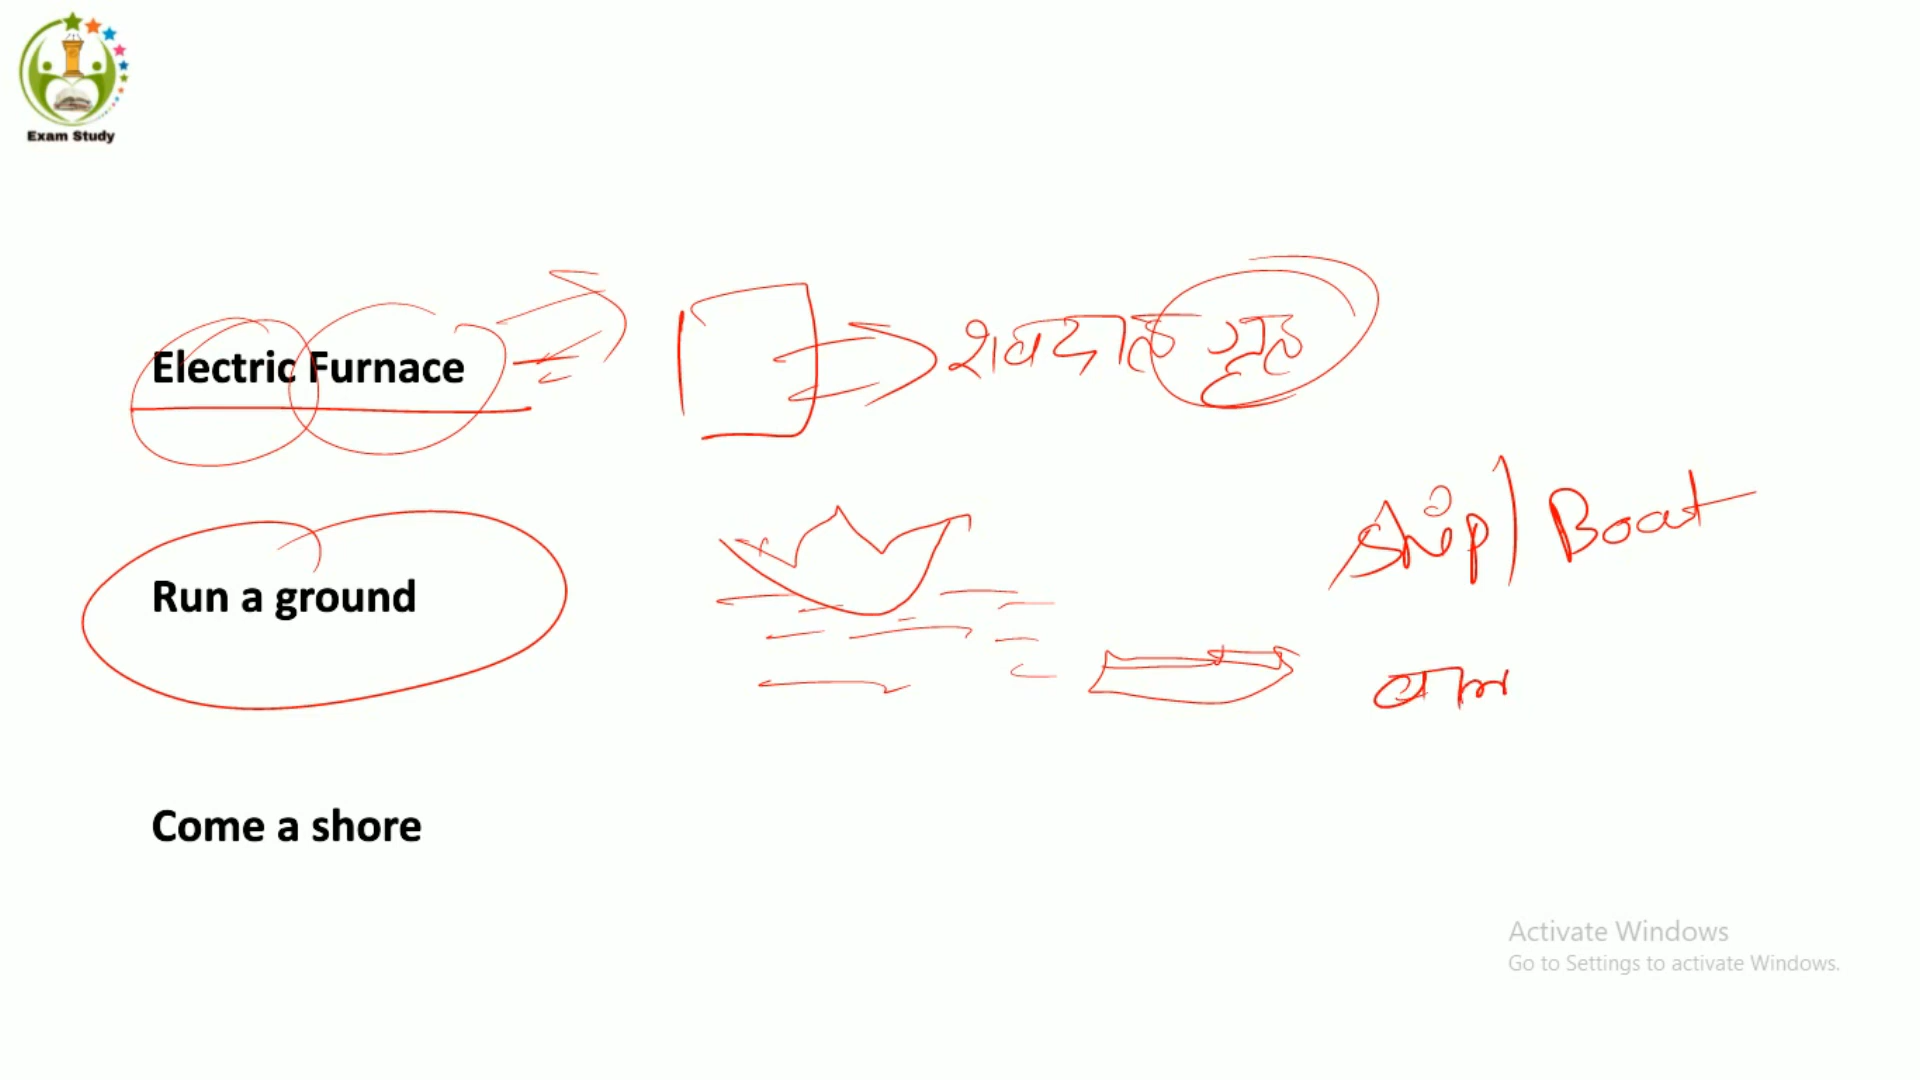 Exam Study
Electric Furnace
शवदाह गृह
Ship | Boat
Run a ground
Come a shore
Activate Windows
Go to Settings to activate Windows.